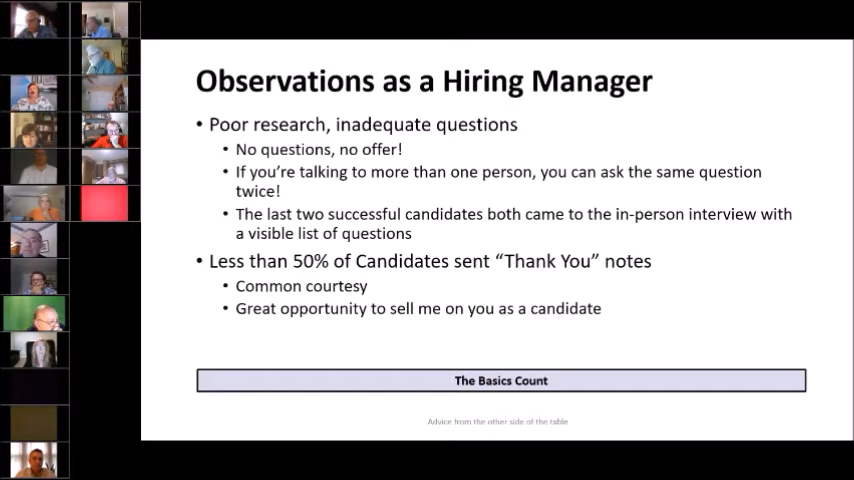 Observations as a Hiring Manager
• Poor research, inadequate questions
• No questions, no offer!
• If you're talking to more than one person, you can ask the same question
twice!
• The last two successful candidates both came to the in-person interview with
a visible list of questions
• Less than 50% of Candidates sent “Thank You” notes
• Common courtesy
• Great opportunity to sell me on you as a candidate
The Basics Count
Advice from the other side of the table